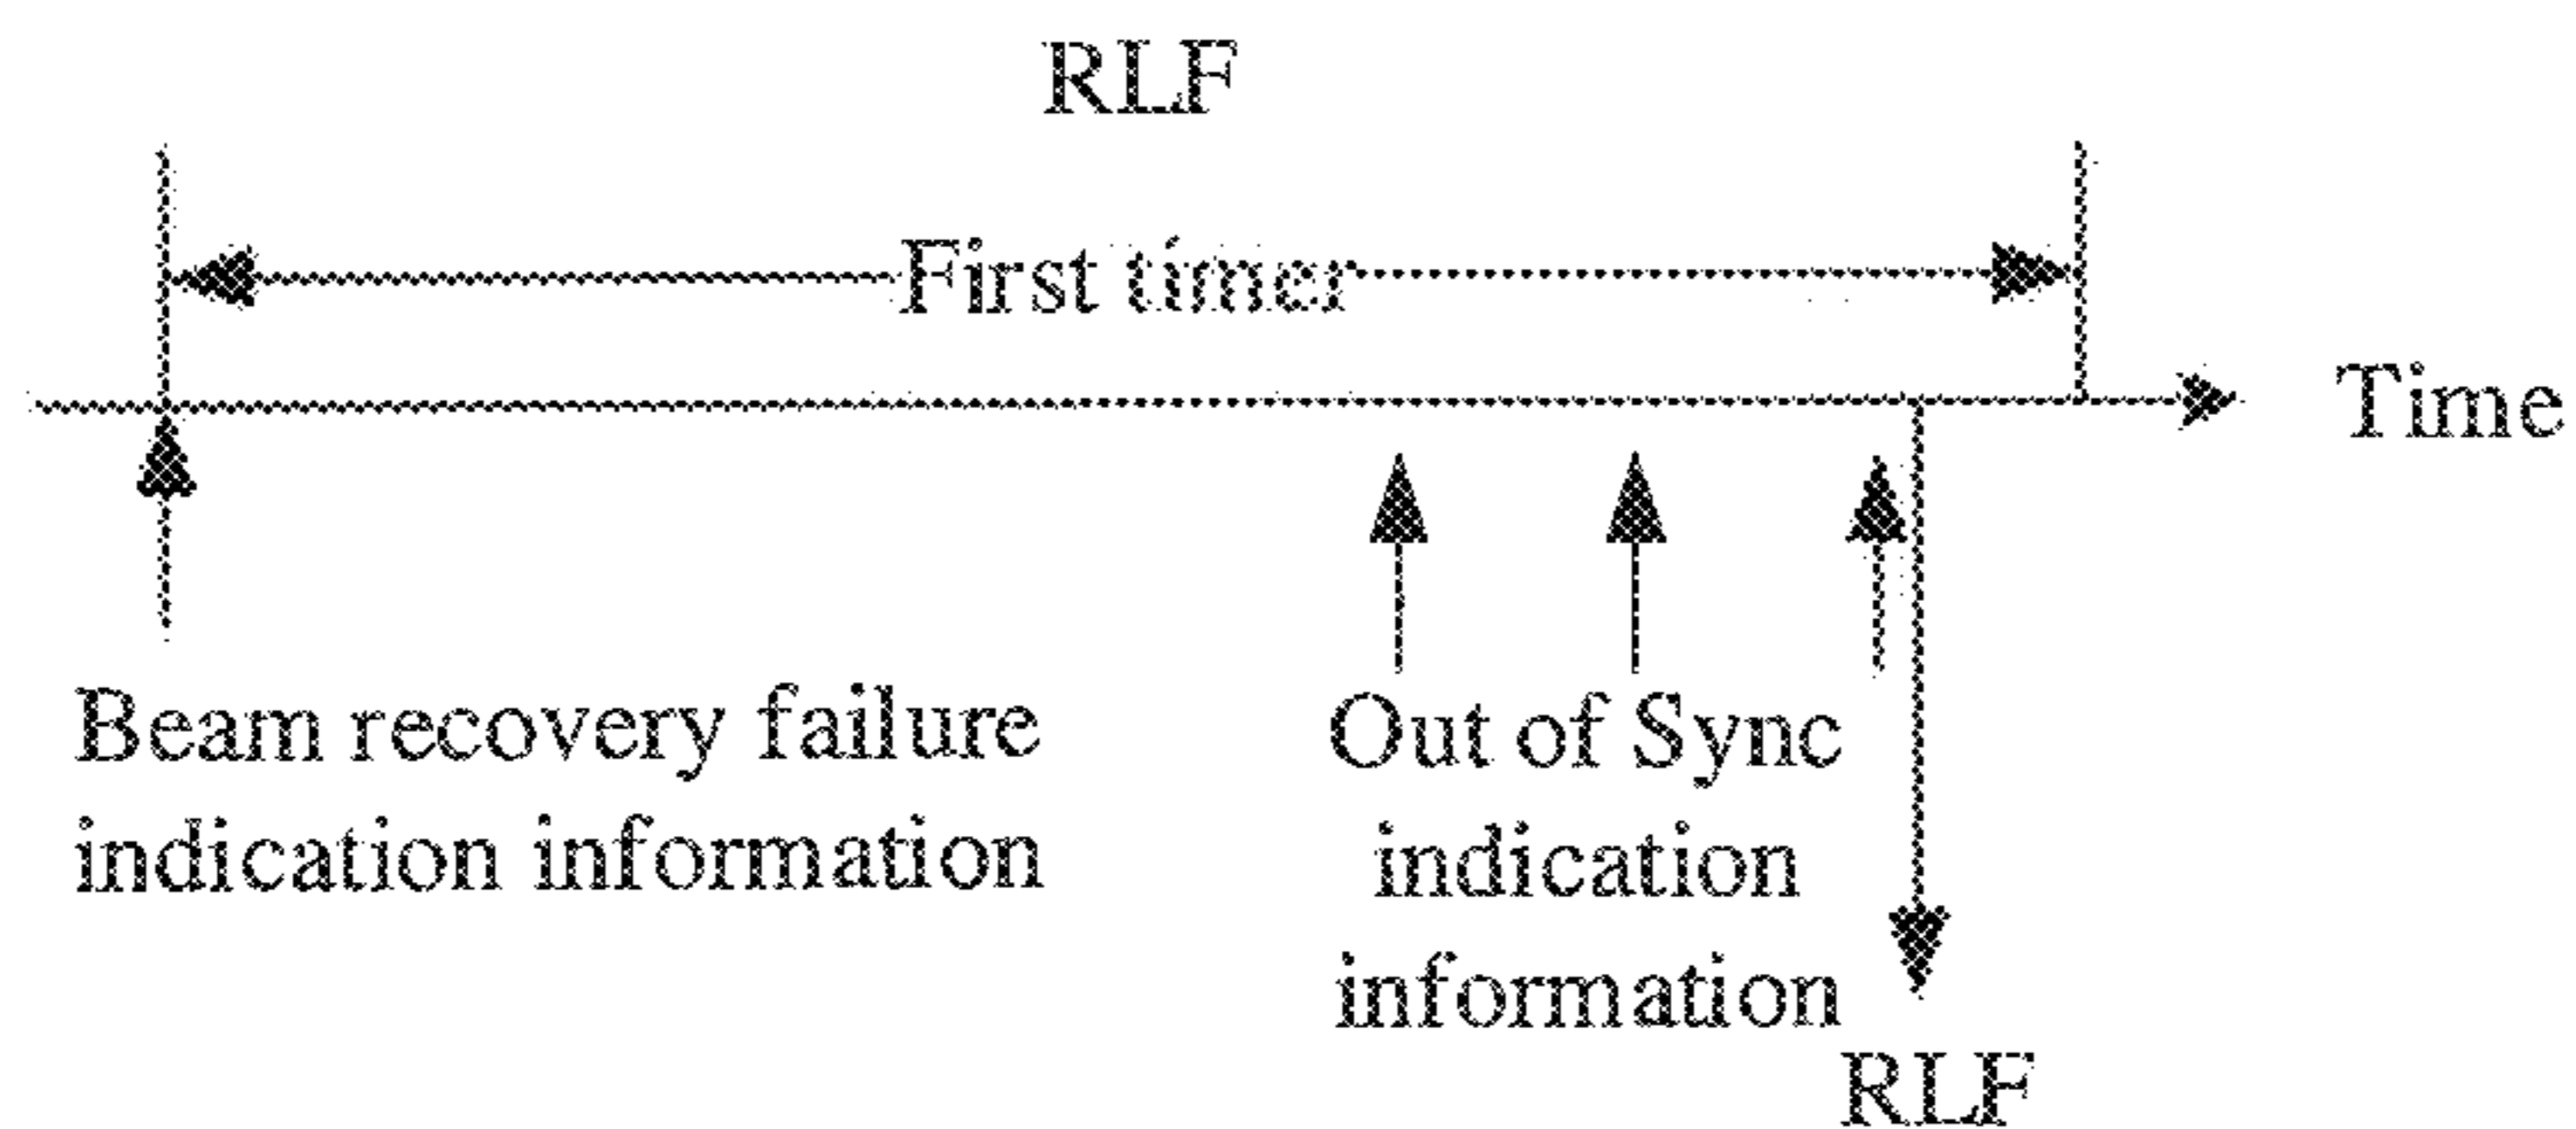 RLF
First timer
Time
Beam recovery failure
indication information
Out of Sync
indication
information
RLF